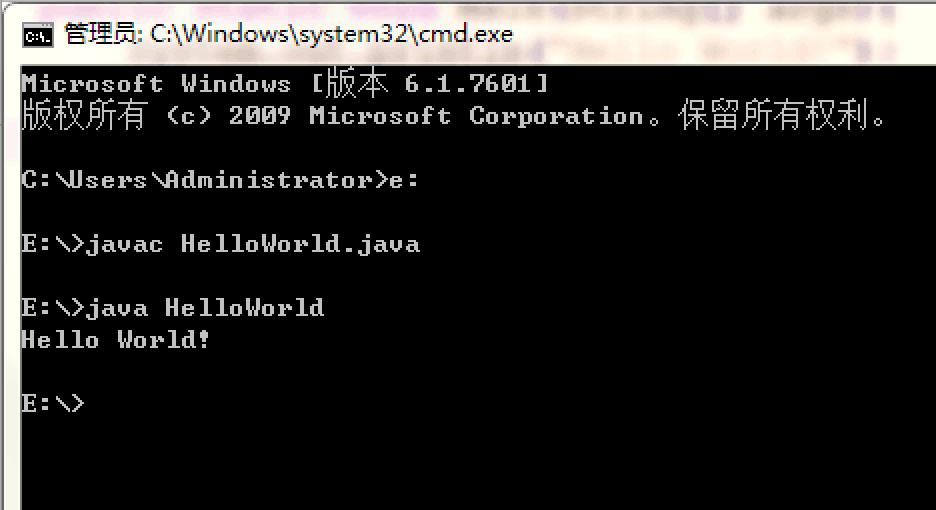 管理员: C:\Windows\system32\cmd.exe
Microsoft Windows [版本 6.1.7601]
版权所有 (c) 2009 Microsoft Corporation。保留所有权利。
C:\Users\Administrator>e:
E:\>javac HelloWorld.java
E:\>java HelloWorld
Hello World!
E:\>